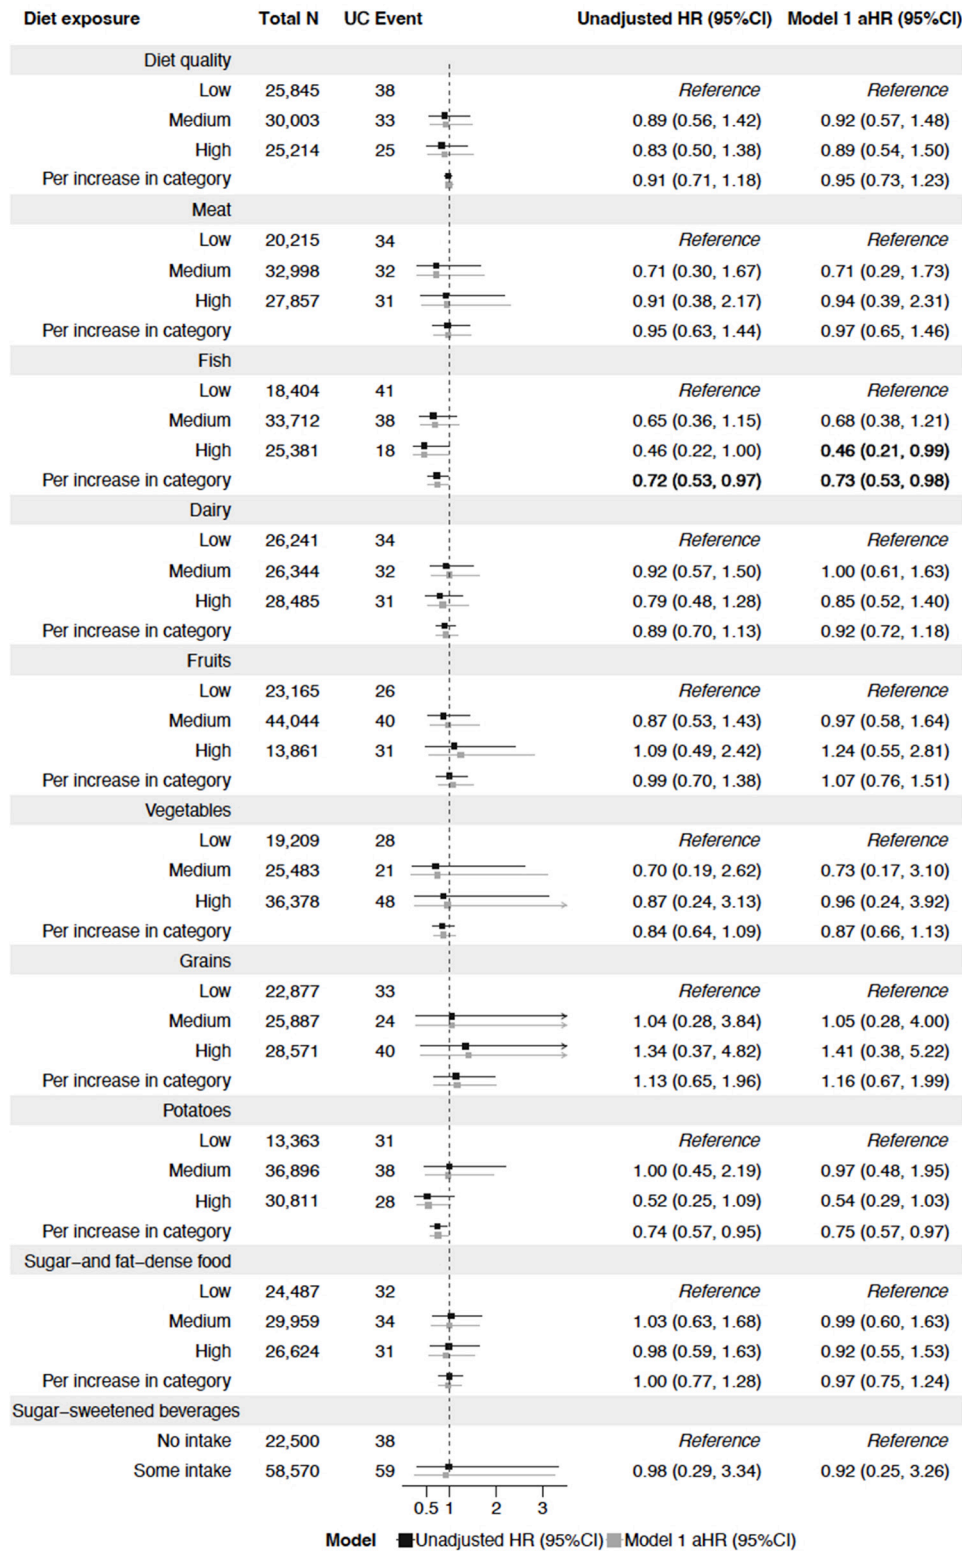 Diet exposure Total N UC Event Unadjusted HR (95%CI) Model 1 aHR (95%CI)
Diet quality
Low 25,845 38 Reference Reference
Medium 30,003 33 0.89 (0.56, 1.42) 0.92 (0.57, 1.48)
High 25,214 25 0.83 (0.50, 1.38) 0.89 (0.54, 1.50)
Per increase in category 0.91 (0.71, 1.18) 0.95 (0.73, 1.23)
Meat
Low 20,215 34 Reference Reference
Medium 32,998 32 0.71 (0.30, 1.67) 0.71 (0.29, 1.73)
High 27,857 31 0.91 (0.38, 2.17) 0.94 (0.39, 2.31)
Per increase in category 0.95 (0.63, 1.44) 0.97 (0.65, 1.46)
Fish
Low 18,404 41 Reference Reference
Medium 33,712 38 0.65 (0.36, 1.15) 0.68 (0.38, 1.21)
High 25,381 18 0.46 (0.22, 1.00) 0.46 (0.21, 0.99)
Per increase in category 0.72 (0.53, 0.97) 0.73 (0.53, 0.98)
Dairy
Low 26,241 34 Reference Reference
Medium 26,344 32 0.92 (0.57, 1.50) 1.00 (0.61, 1.63)
High 28,485 31 0.79 (0.48, 1.28) 0.85 (0.52, 1.40)
Per increase in category 0.89 (0.70, 1.13) 0.92 (0.72, 1.18)
Fruits
Low 23,165 26 Reference Reference
Medium 44,044 40 0.87 (0.53, 1.43) 0.97 (0.58, 1.64)
High 13,861 31 1.09 (0.49, 2.42) 1.24 (0.55, 2.81)
Per increase in category 0.99 (0.70, 1.38) 1.07 (0.76, 1.51)
Vegetables
Low 19,209 28 Reference Reference
Medium 25,483 21 0.70 (0.19, 2.62) 0.73 (0.17, 3.10)
High 36,378 48 0.87 (0.24, 3.13) 0.96 (0.24, 3.92)
Per increase in category 0.84 (0.64, 1.09) 0.87 (0.66, 1.13)
Grains
Low 22,877 33 Reference Reference
Medium 25,887 24 1.04 (0.28, 3.84) 1.05 (0.28, 4.00)
High 28,571 40 1.34 (0.37, 4.82) 1.41 (0.38, 5.22)
Per increase in category 1.13 (0.65, 1.96) 1.16 (0.67, 1.99)
Potatoes
Low 13,363 31 Reference Reference
Medium 36,896 38 1.00 (0.45, 2.19) 0.97 (0.48, 1.95)
High 30,811 28 0.52 (0.25, 1.09) 0.54 (0.29, 1.03)
Per increase in category 0.74 (0.57, 0.95) 0.75 (0.57, 0.97)
Sugar–and fat–dense food
Low 24,487 32 Reference Reference
Medium 29,959 34 1.03 (0.63, 1.68) 0.99 (0.60, 1.63)
High 26,624 31 0.98 (0.59, 1.63) 0.92 (0.55, 1.53)
Per increase in category 1.00 (0.77, 1.28) 0.97 (0.75, 1.24)
Sugar–sweetened beverages
No intake 22,500 38 Reference Reference
Some intake 58,570 59 0.98 (0.29, 3.34) 0.92 (0.25, 3.26)
0.5 1 2 3
Model Unadjusted HR (95%CI) Model 1 aHR (95%CI)